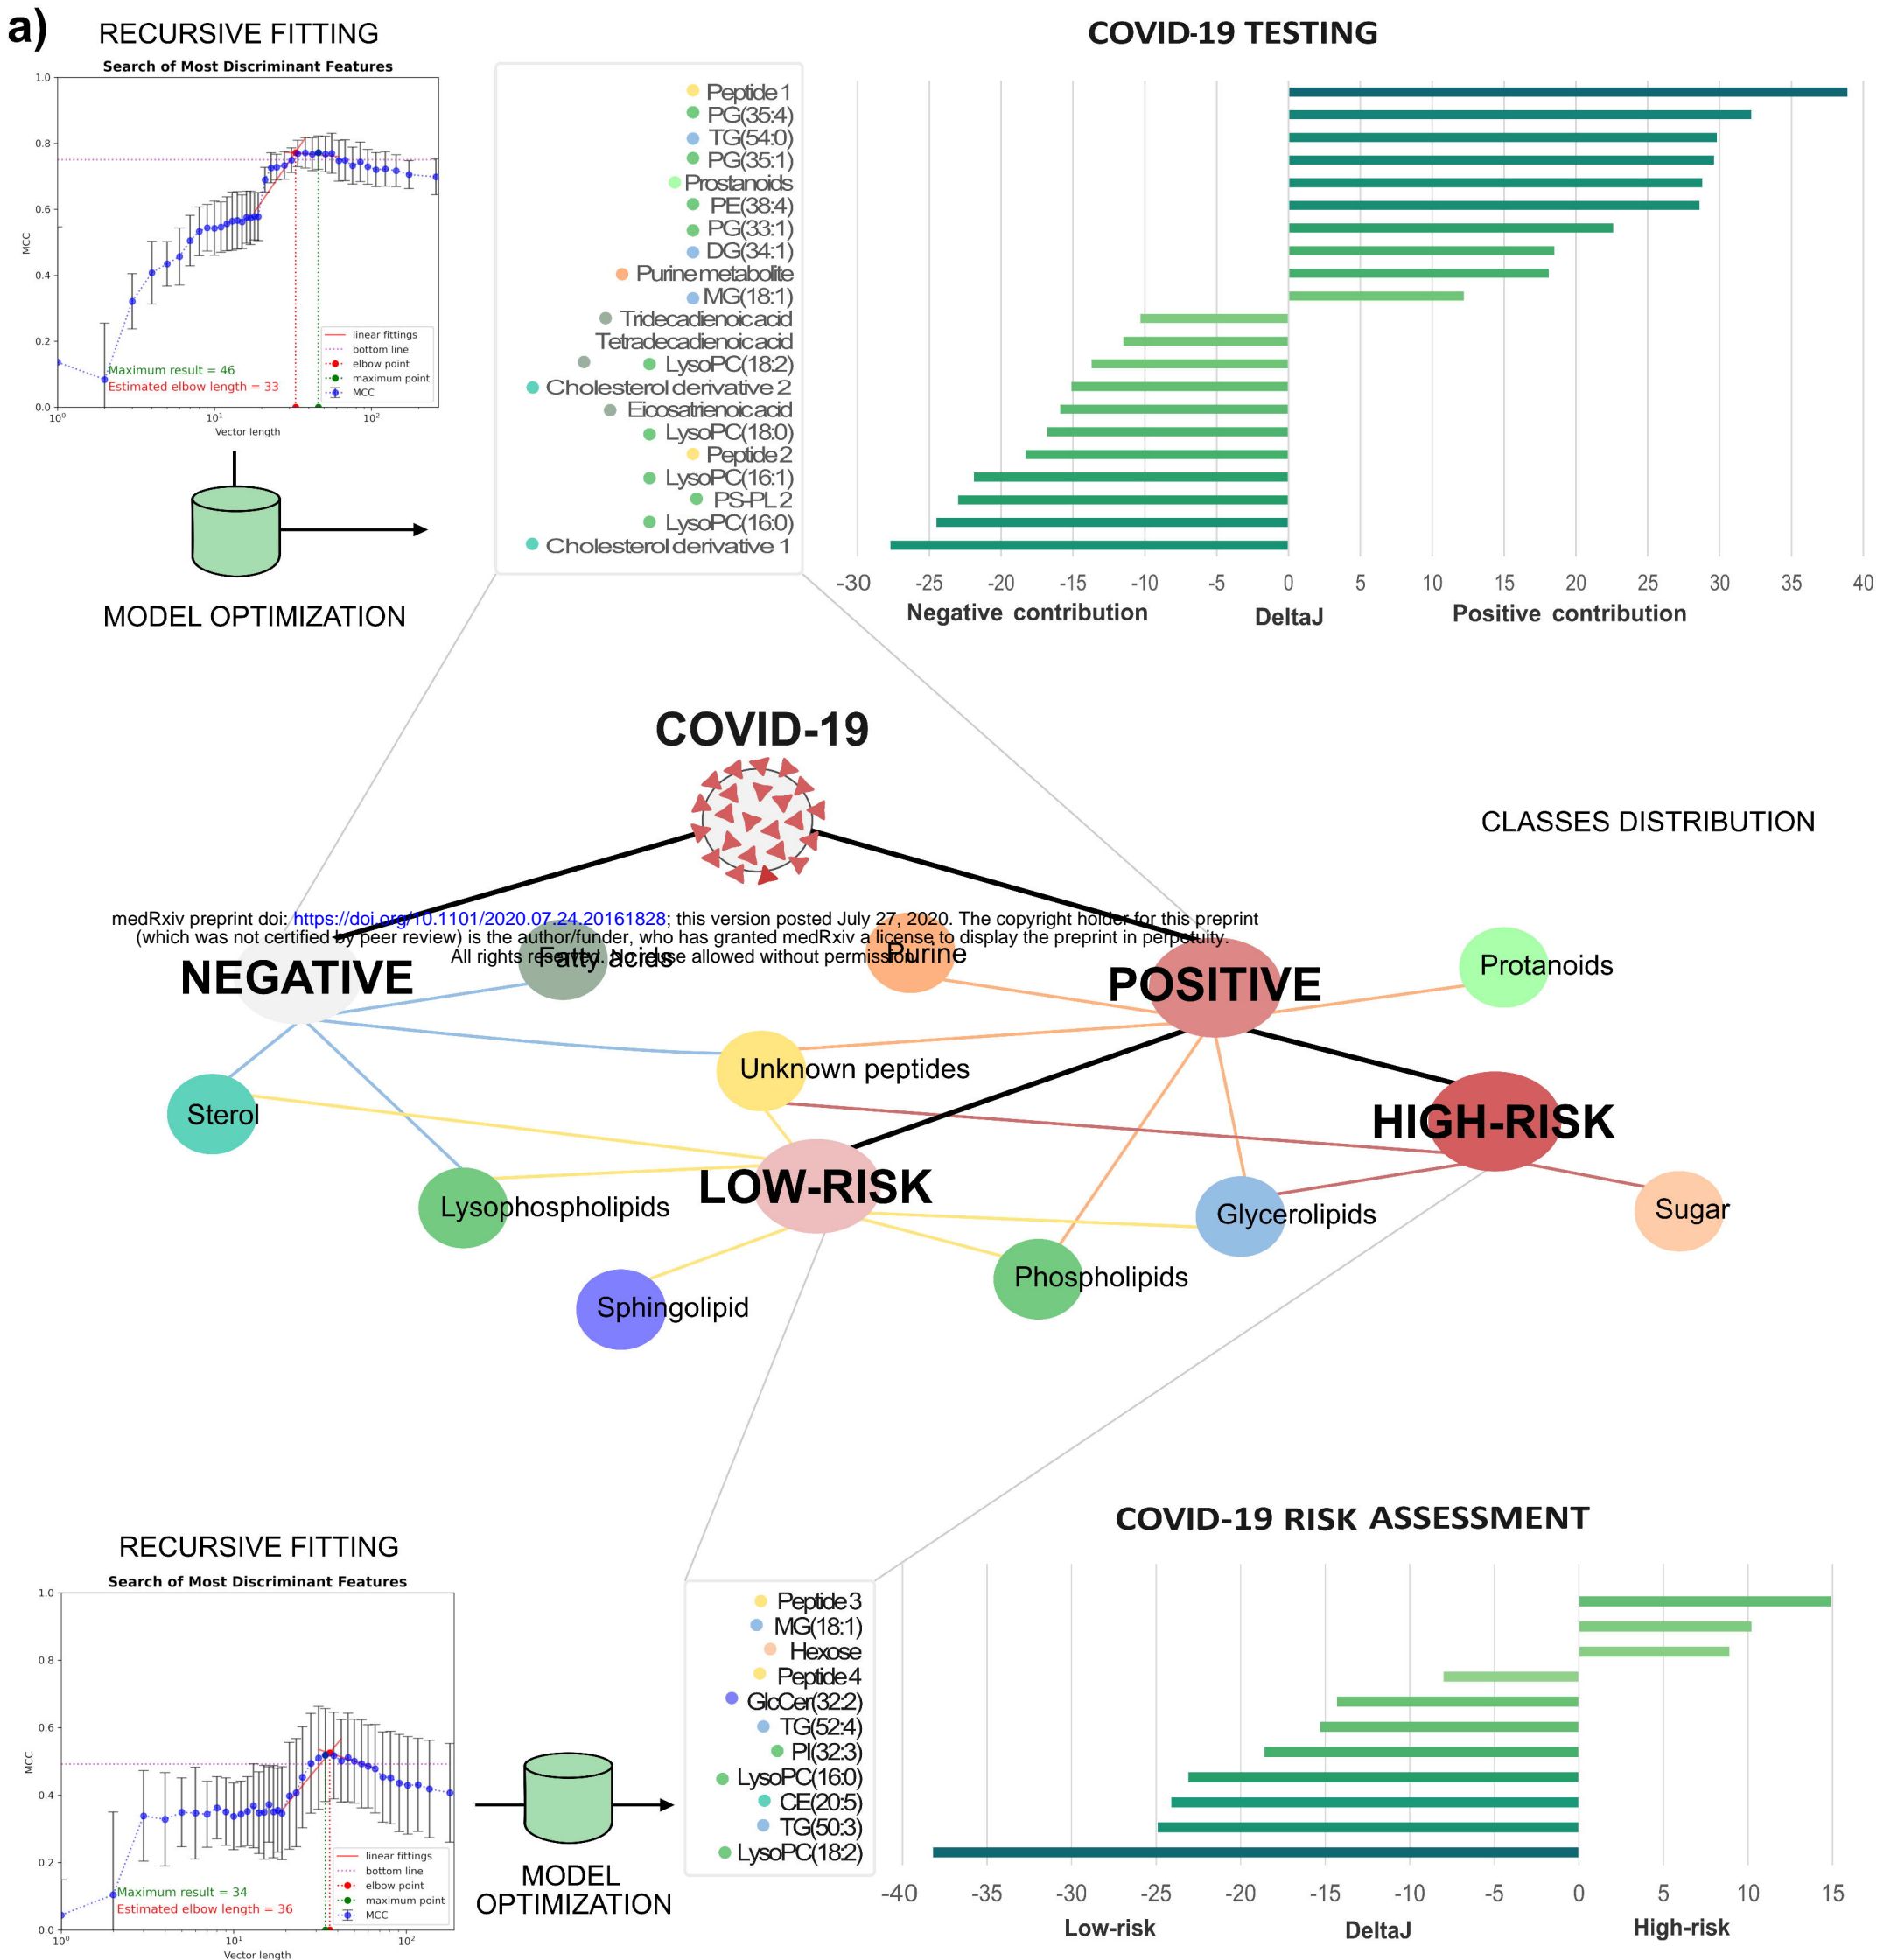 a)
RECURSIVE FITTING
Search of Most Discriminant Features
1.0
0.8
0.6
0.4
0.2
0.0
MCC
linear fittings
bottom line
elbow point
maximum point
MCC
Maximum result = 46
Estimated elbow length = 33
10⁰
10¹
10²
Vector length
MODEL OPTIMIZATION
COVID-19 TESTING
Peptide 1
PG(35:4)
TG(54:0)
PG(35:1)
Prostanoids
PE(38:4)
PG(33:1)
DG(34:1)
Purine metabolite
MG(18:1)
Tridecadienoic acid
Tetradecadienoic acid
LysoPC(18:2)
Cholesterol derivative 2
Eicosatrienoic acid
LysoPC(18:0)
Peptide 2
LysoPC(16:1)
PS-PL 2
LysoPC(16:0)
Cholesterol derivative 1
-30 -25 -20 -15 -10 -5 0 5 10 15 20 25 30 35 40
Negative contribution DeltaJ Positive contribution
COVID-19
CLASSES DISTRIBUTION
medRxiv preprint doi: https://doi.org/10.1101/2020.07.24.20161828; this version posted July 27, 2020. The copyright holder for this preprint
(which was not certified by peer review) is the author/funder, who has granted medRxiv a license to display the preprint in perpetuity.
All rights reserved. No reuse allowed without permission.
NEGATIVE
Fatty acids
Purine
POSITIVE
Protanoids
Unknown peptides
Sterol
HIGH-RISK
LOW-RISK
Lysophospholipids
Glycerolipids
Sugar
Phospholipids
Sphingolipid
RECURSIVE FITTING
Search of Most Discriminant Features
1.0
0.8
0.6
0.4
0.2
0.0
MCC
linear fittings
bottom line
elbow point
maximum point
MCC
Maximum result = 34
Estimated elbow length = 36
10⁰
10¹
10²
Vector length
MODEL
OPTIMIZATION
COVID-19 RISK ASSESSMENT
Peptide 3
MG(18:1)
Hexose
Peptide 4
GlcCer(32:2)
TG(52:4)
PI(32:3)
LysoPC(16:0)
CE(20:5)
TG(50:3)
LysoPC(18:2)
-40 -35 -30 -25 -20 -15 -10 -5 0 5 10 15
Low-risk DeltaJ High-risk